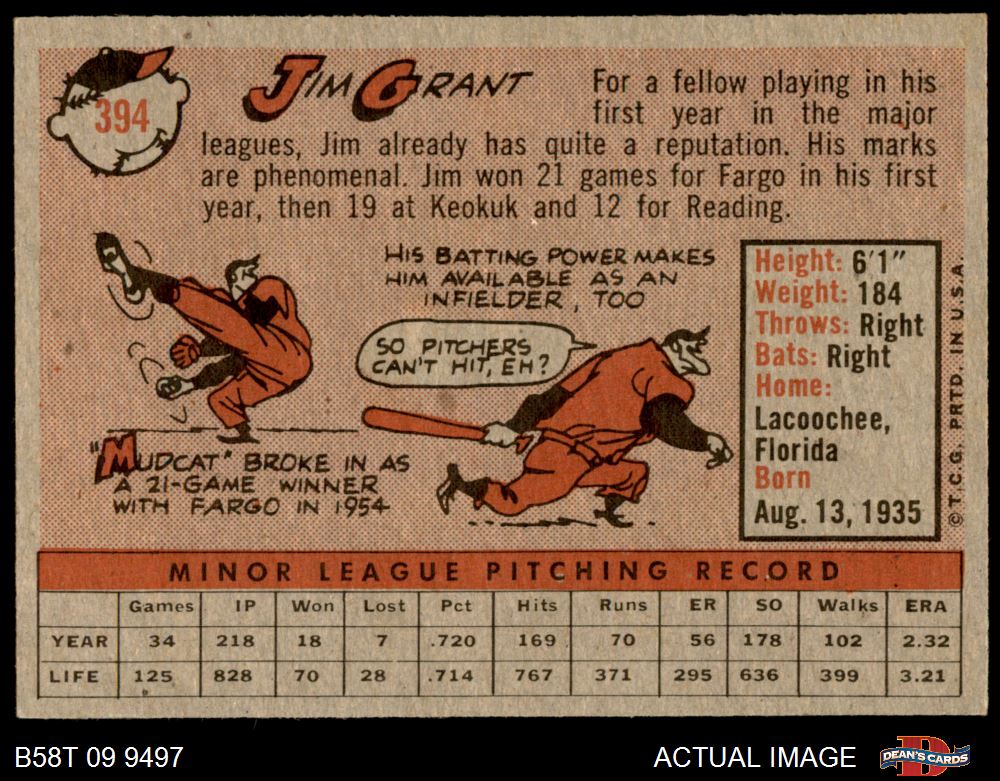 394
JIM GRANT
For a fellow playing in his
first year in the major
leagues, Jim already has quite a reputation. His marks
are phenomenal. Jim won 21 games for Fargo in his first
year, then 19 at Keokuk and 12 for Reading.
HIS BATTING POWER MAKES
HIM AVAILABLE AS AN
INFIELDER, TOO
SO PITCHERS
CAN'T HIT, EH?
"MUDCAT" BROKE IN AS
A 21-GAME WINNER
WITH FARGO IN 1954
Height: 6'1"
Weight: 184
Throws: Right
Bats: Right
Home:
Lacoochee,
Florida
Born
Aug. 13, 1935
© T.C.G. PRTD. IN U.S.A.
MINOR LEAGUE PITCHING RECORD
Games IP Won Lost Pct Hits Runs ER SO Walks ERA
YEAR 34 218 18 7 .720 169 70 56 178 102 2.32
LIFE 125 828 70 28 .714 767 371 295 636 399 3.21
B58T 09 9497
ACTUAL IMAGE
DEAN'S CARDS